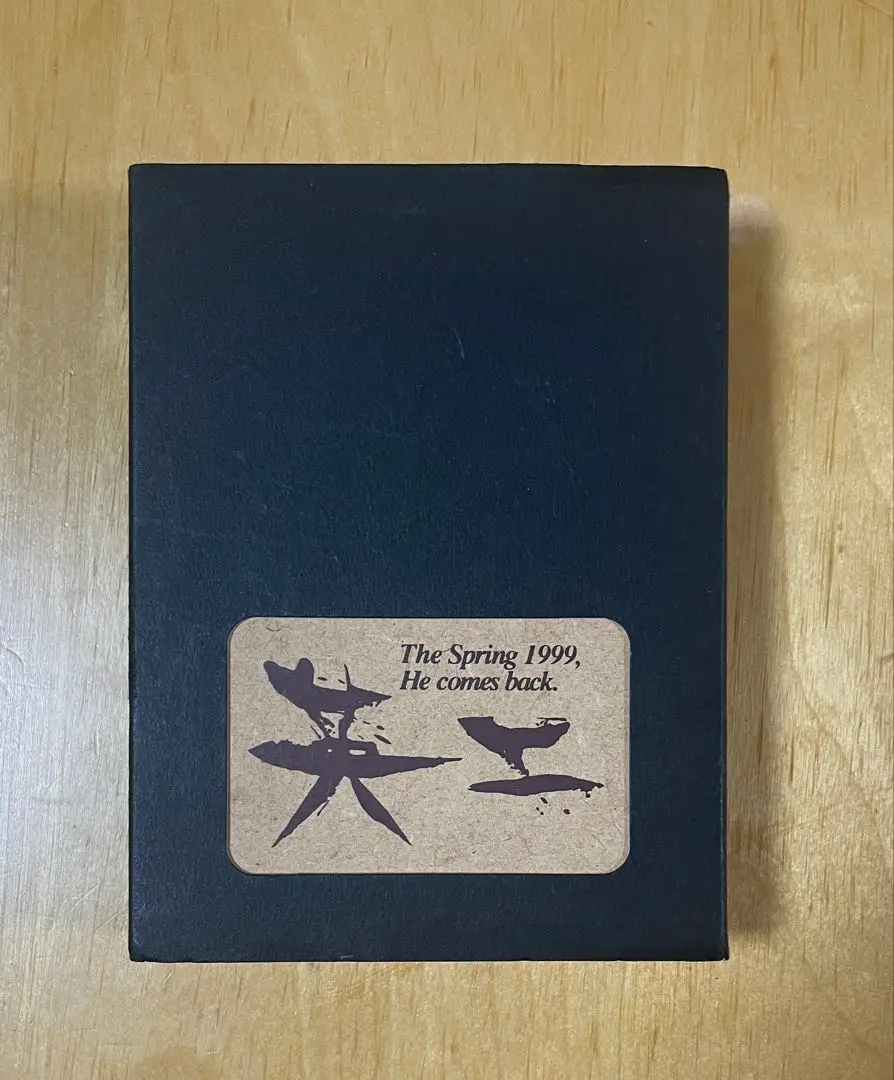 The Spring 1999,
He comes back.